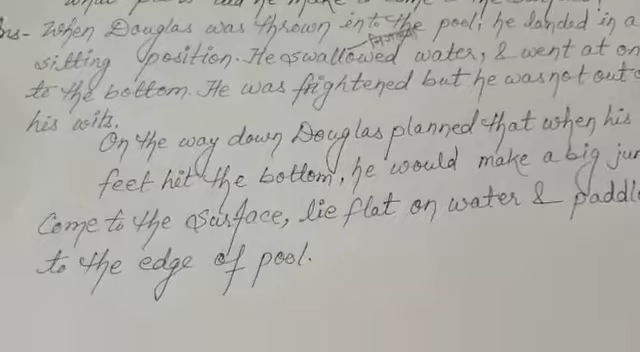 Ans- When Douglas was thrown into the pool, he landed in a
sitting position. He swallowed water, & went at on
to the bottom. He was frightened but he was not out o
his wits.
On the way down Douglas planned that when his
feet hit the bottom, he would make a big jum
Come to the surface, lie flat on water & paddle
to the edge of pool.